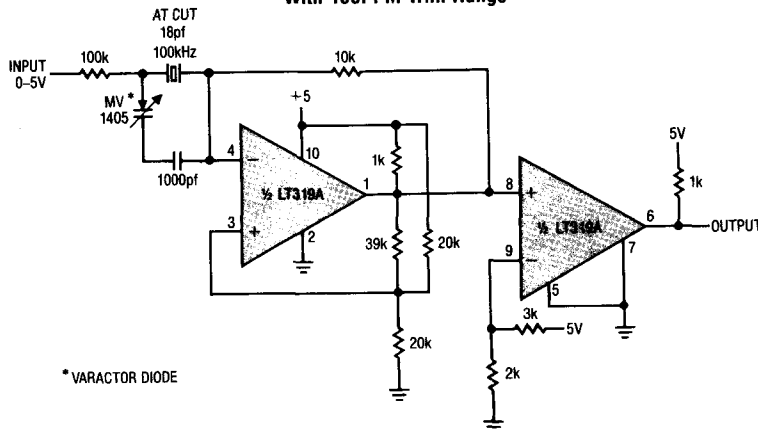 With 100PPM Trim Range
AT CUT
18pf
100kHz
INPUT
0–5V
100k
10k
MV *
1405
1000pf
+5
4
−
10
1k
1
½ LT319A
3
+
2
39k
20k
20k
5V
1k
8
+
½ LT319A
6
OUTPUT
9
−
7
5
3k
5V
2k
* VARACTOR DIODE